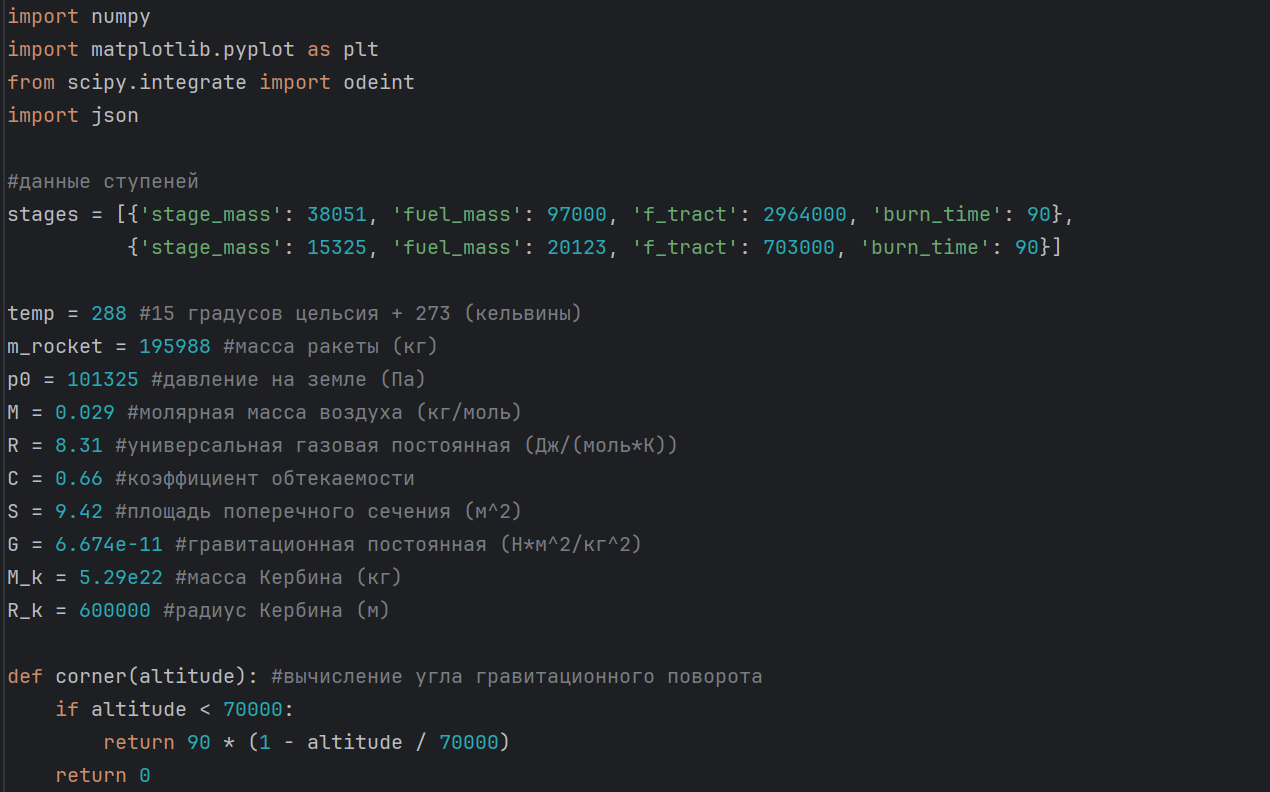 import numpy
import matplotlib.pyplot as plt
from scipy.integrate import odeint
import json
#данные ступеней
stages = [{'stage_mass': 38051, 'fuel_mass': 97000, 'f_tract': 2964000, 'burn_time': 90},
          {'stage_mass': 15325, 'fuel_mass': 20123, 'f_tract': 703000, 'burn_time': 90}]
temp = 288 #15 градусов цельсия + 273 (кельвины)
m_rocket = 195988 #масса ракеты (кг)
p0 = 101325 #давление на земле (Па)
M = 0.029 #молярная масса воздуха (кг/моль)
R = 8.31 #универсальная газовая постоянная (Дж/(моль*К))
C = 0.66 #коэффициент обтекаемости
S = 9.42 #площадь поперечного сечения (м^2)
G = 6.674e-11 #гравитационная постоянная (Н*м^2/кг^2)
M_k = 5.29e22 #масса Кербина (кг)
R_k = 600000 #радиус Кербина (м)
def corner(altitude): #вычисление угла гравитационного поворота
    if altitude < 70000:
        return 90 * (1 - altitude / 70000)
    return 0